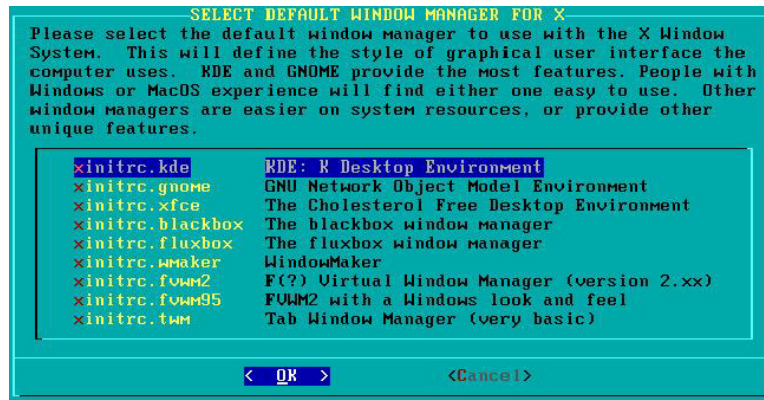 SELECT DEFAULT WINDOW MANAGER FOR X
Please select the default window manager to use with the X Window
System.  This will define the style of graphical user interface the
computer uses.  KDE and GNOME provide the most features. People with
Windows or MacOS experience will find either one easy to use.  Other
window managers are easier on system resources, or provide other
unique features.
xinitrc.kde KDE: K Desktop Environment
xinitrc.gnome GNU Network Object Model Environment
xinitrc.xfce The Cholesterol Free Desktop Environment
xinitrc.blackbox The blackbox window manager
xinitrc.fluxbox The fluxbox window manager
xinitrc.wmaker WindowMaker
xinitrc.fvwm2 F(?) Virtual Window Manager (version 2.xx)
xinitrc.fvwm95 FVWM2 with a Windows look and feel
xinitrc.twm Tab Window Manager (very basic)
< OK > <Cancel>